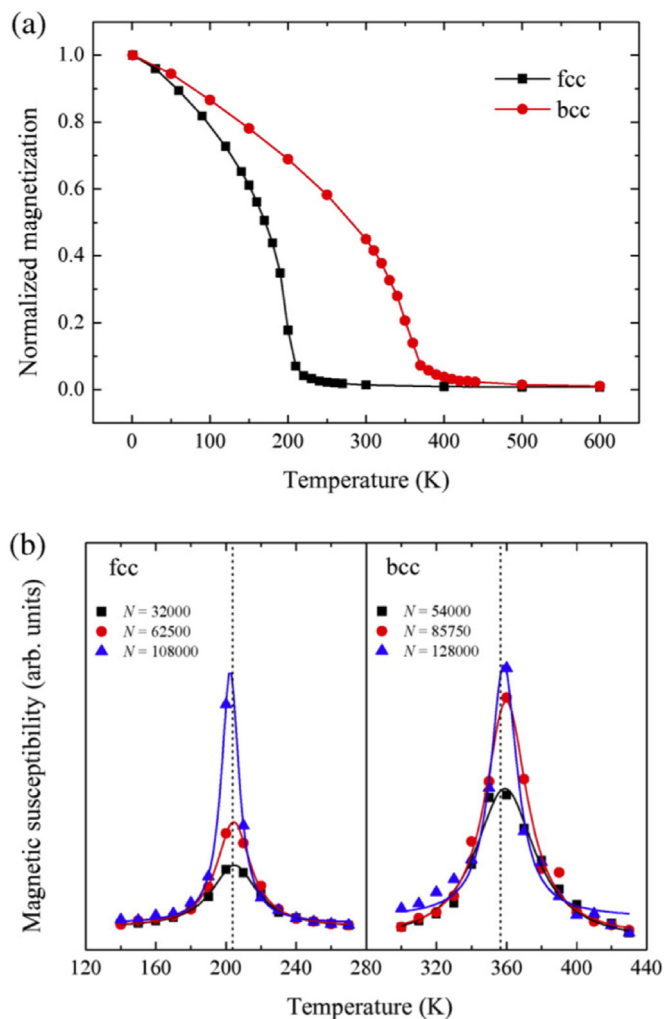 (a)
1.0
0.8
0.6
0.4
0.2
0.0
Normalized magnetization
fcc
bcc
0 100 200 300 400 500 600
Temperature (K)
(b)
Magnetic susceptibility (arb. units)
fcc
N = 32000
N = 62500
N = 108000
bcc
N = 54000
N = 85750
N = 128000
120 160 200 240 280 320 360 400 440
Temperature (K) Temperature (K)